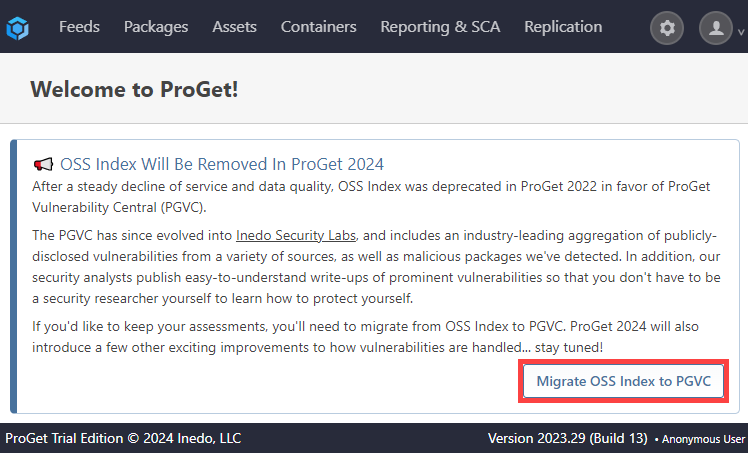 Feeds Packages Assets Containers Reporting & SCA Replication
Welcome to ProGet!
OSS Index Will Be Removed In ProGet 2024
After a steady decline of service and data quality, OSS Index was deprecated in ProGet 2022 in favor of ProGet
Vulnerability Central (PGVC).
The PGVC has since evolved into Inedo Security Labs, and includes an industry-leading aggregation of publicly-
disclosed vulnerabilities from a variety of sources, as well as malicious packages we've detected. In addition, our
security analysts publish easy-to-understand write-ups of prominent vulnerabilities so that you don't have to be
a security researcher yourself to learn how to protect yourself.
If you'd like to keep your assessments, you'll need to migrate from OSS Index to PGVC. ProGet 2024 will also
introduce a few other exciting improvements to how vulnerabilities are handled... stay tuned!
Migrate OSS Index to PGVC
ProGet Trial Edition © 2024 Inedo, LLC Version 2023.29 (Build 13) • Anonymous User